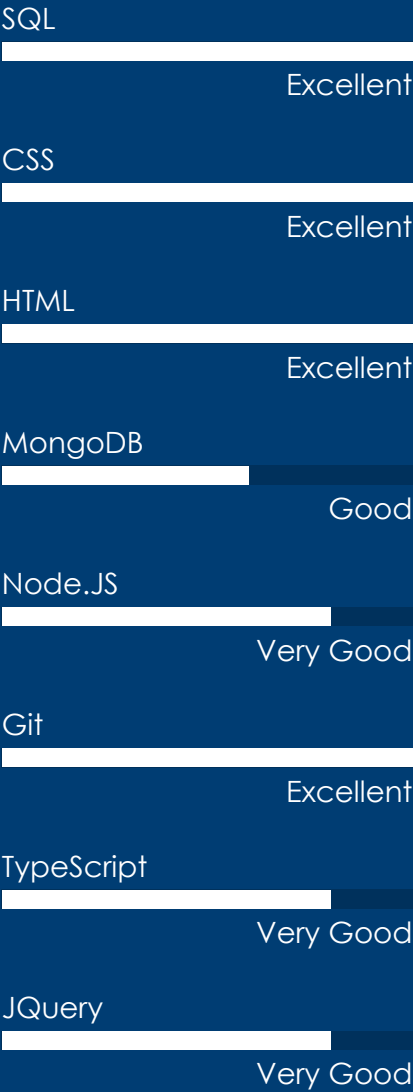 SQL
Excellent
CSS
Excellent
HTML
Excellent
MongoDB
Good
Node.JS
Very Good
Git
Excellent
TypeScript
Very Good
JQuery
Very Good